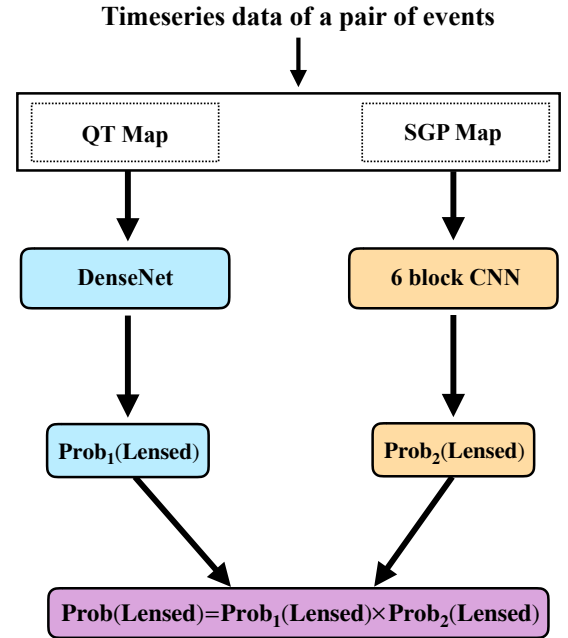 Timeseries data of a pair of events
QT Map
SGP Map
DenseNet
6 block CNN
Prob₁(Lensed)
Prob₂(Lensed)
Prob(Lensed)=Prob₁(Lensed)×Prob₂(Lensed)